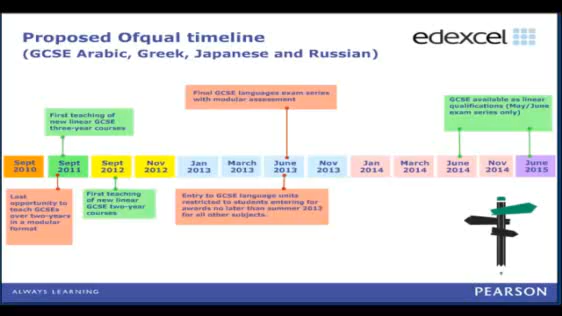 Proposed Ofqual timeline
(GCSE Arabic, Greek, Japanese and Russian)
edexcel
First teaching of
new linear GCSE
three-year courses
Final GCSE languages exam series
with modular assessment
GCSE available as linear
qualifications (May/June
exam series only)
Sept
2010
Sept
2011
Sept
2012
Nov
2012
Jan
2013
March
2013
June
2013
Nov
2013
Jan
2014
March
2014
June
2014
Nov
2014
June
2015
Last
opportunity to
teach GCSEs
over two-years
in a modular
format
First teaching
of new linear
GCSE two-year
courses
Entry to GCSE language units
restricted to students entering for
awards no later than summer 2013
for all other subjects.
ALWAYS LEARNING
PEARSON